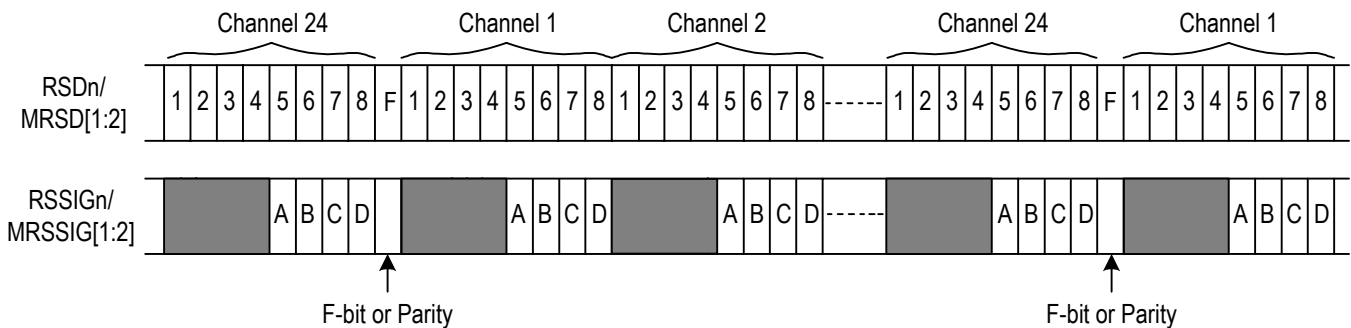 Channel 24 Channel 1 Channel 2 Channel 24 Channel 1
RSDn/
MRSD[1:2]
1 2 3 4 5 6 7 8 F 1 2 3 4 5 6 7 8 1 2 3 4 5 6 7 8 1 2 3 4 5 6 7 8 F 1 2 3 4 5 6 7 8
RSSIGn/
MRSSIG[1:2]
A B C D A B C D A B C D A B C D A B C D
F-bit or Parity F-bit or Parity